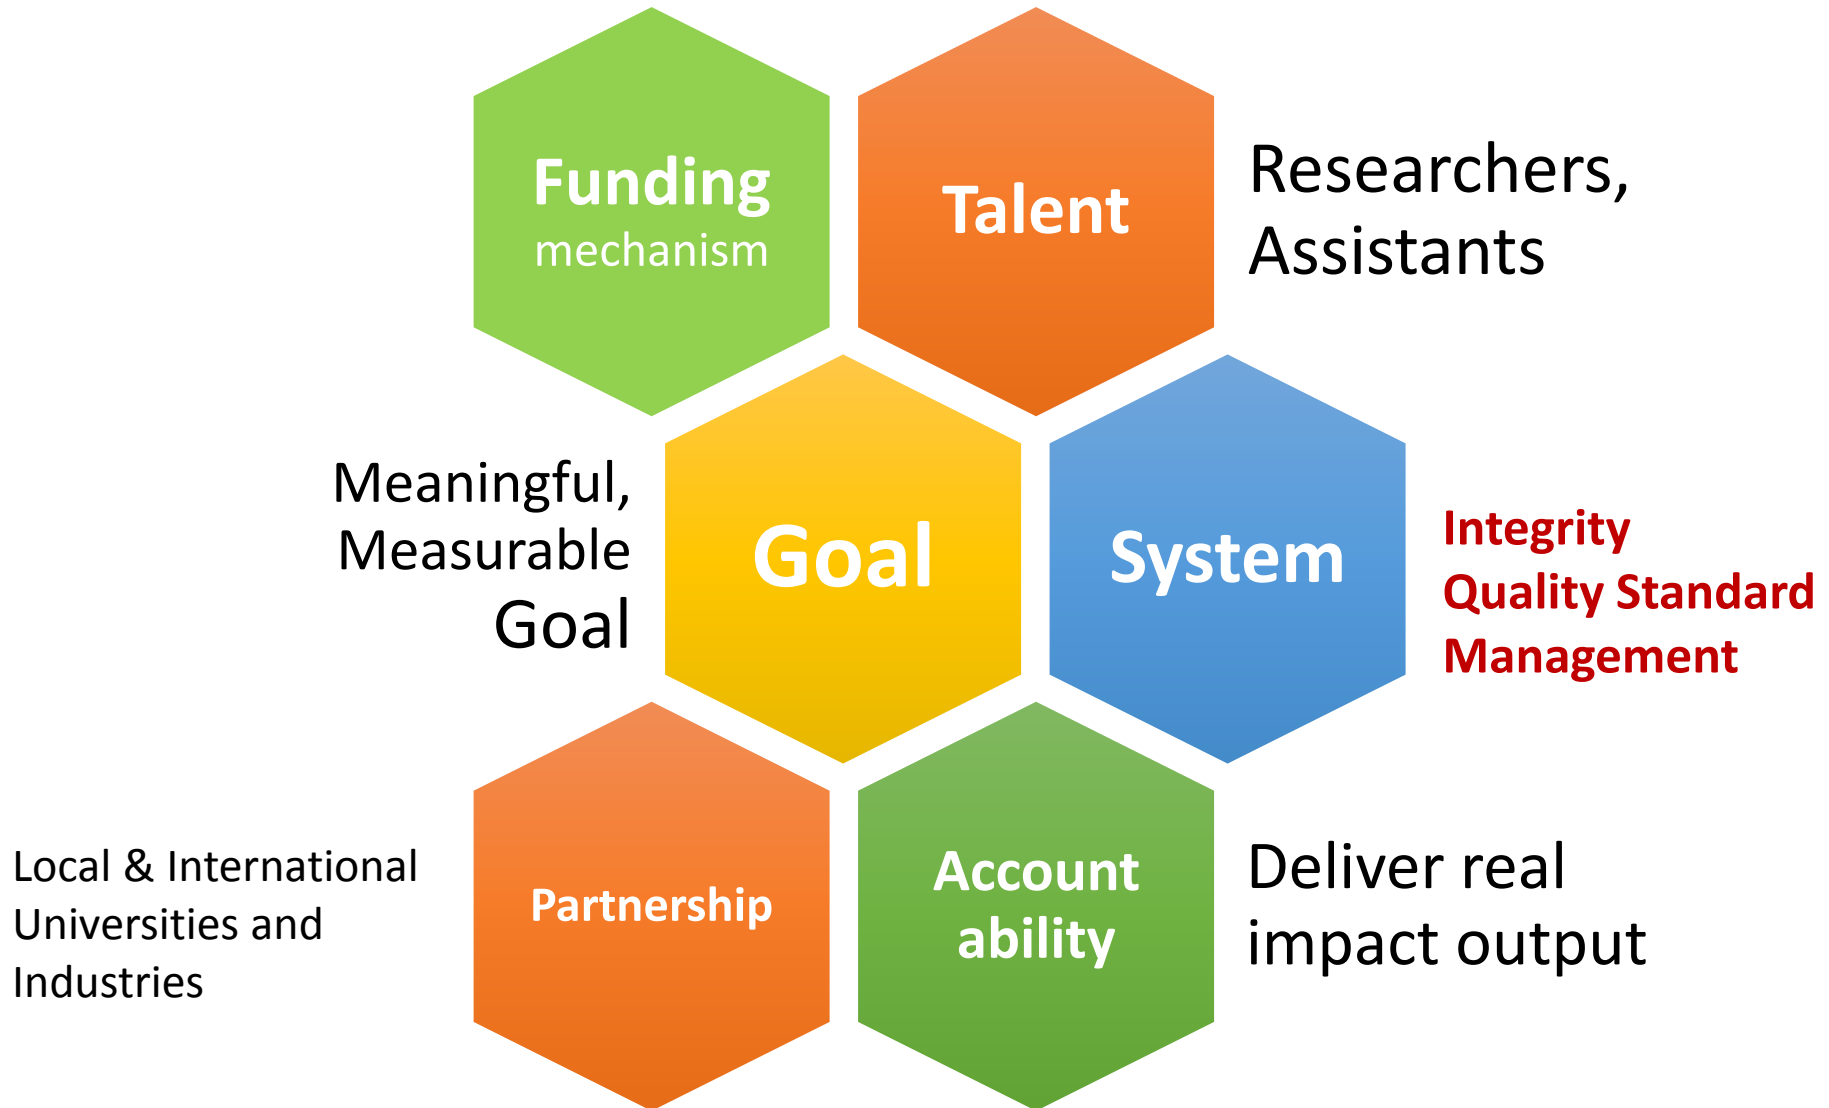 Funding
mechanism
Talent
Researchers,
Assistants
Meaningful,
Measurable
Goal
Goal
System
Integrity
Quality Standard
Management
Local & International
Universities and
Industries
Partnership
Account
ability
Deliver real
impact output